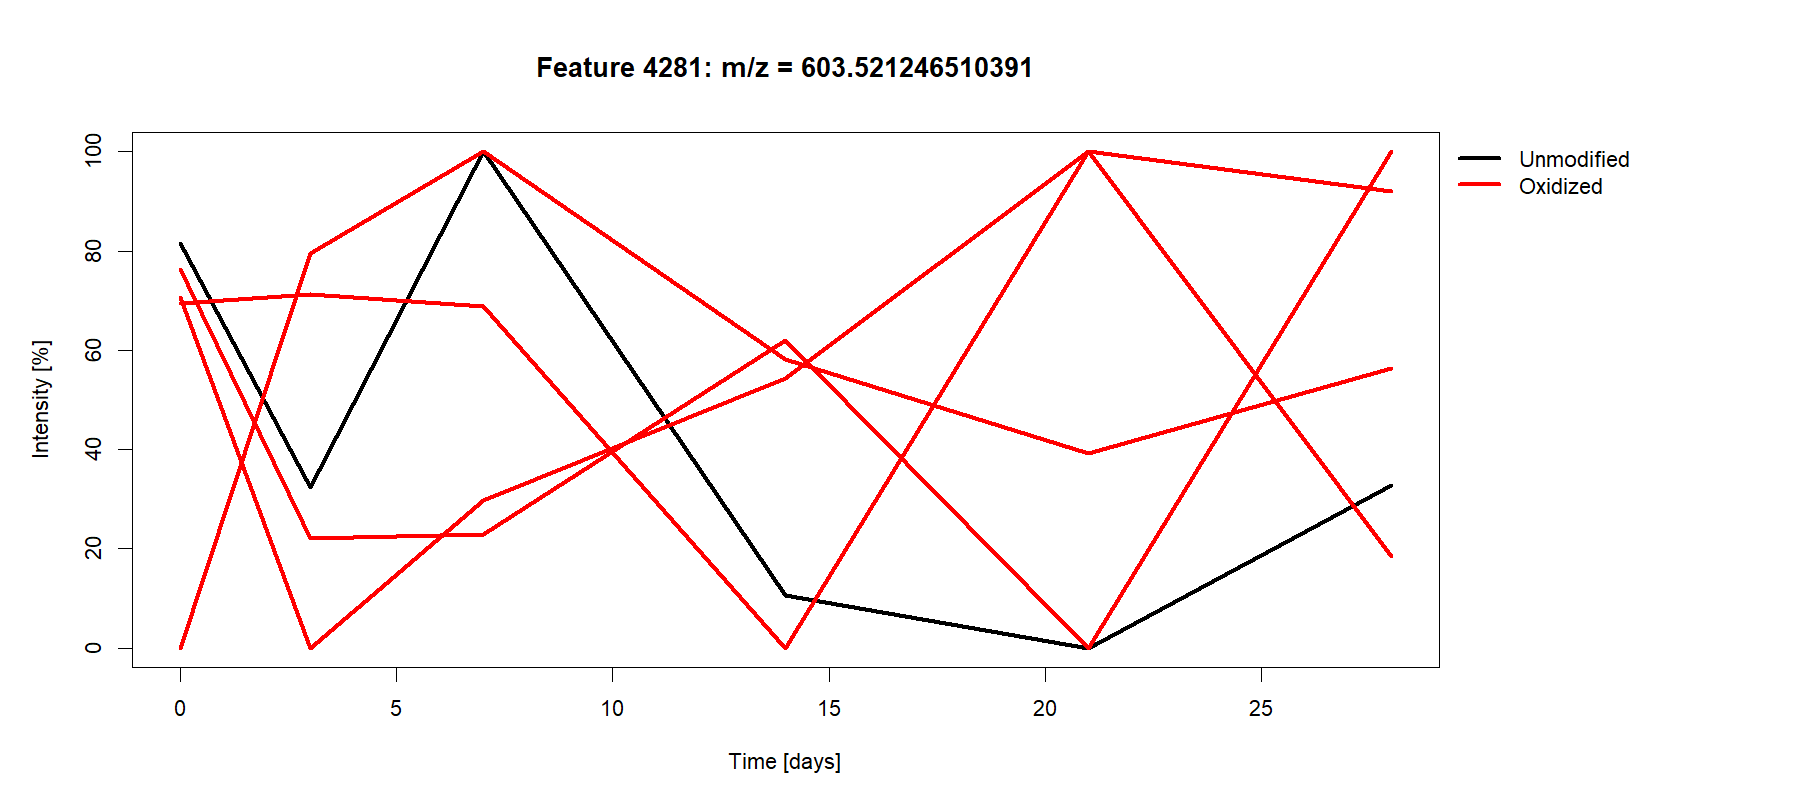 Feature 4281: m/z = 603.521246510391
Unmodified
Oxidized
Intensity [%]
100
80
60
40
20
0
0 5 10 15 20 25
Time [days]